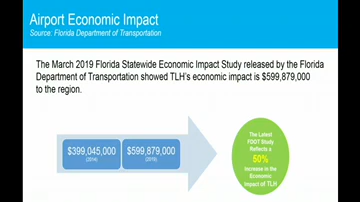 Airport Economic Impact
Source: Florida Department of Transportation
The March 2019 Florida Statewide Economic Impact Study released by the Florida
Department of Transportation showed TLH's economic impact is $599,879,000
to the region.
$399,045,000
$599,879,000
The Latest
FDOT Study
Reflects a
50%
increase in the
Economic
Impact of TLH